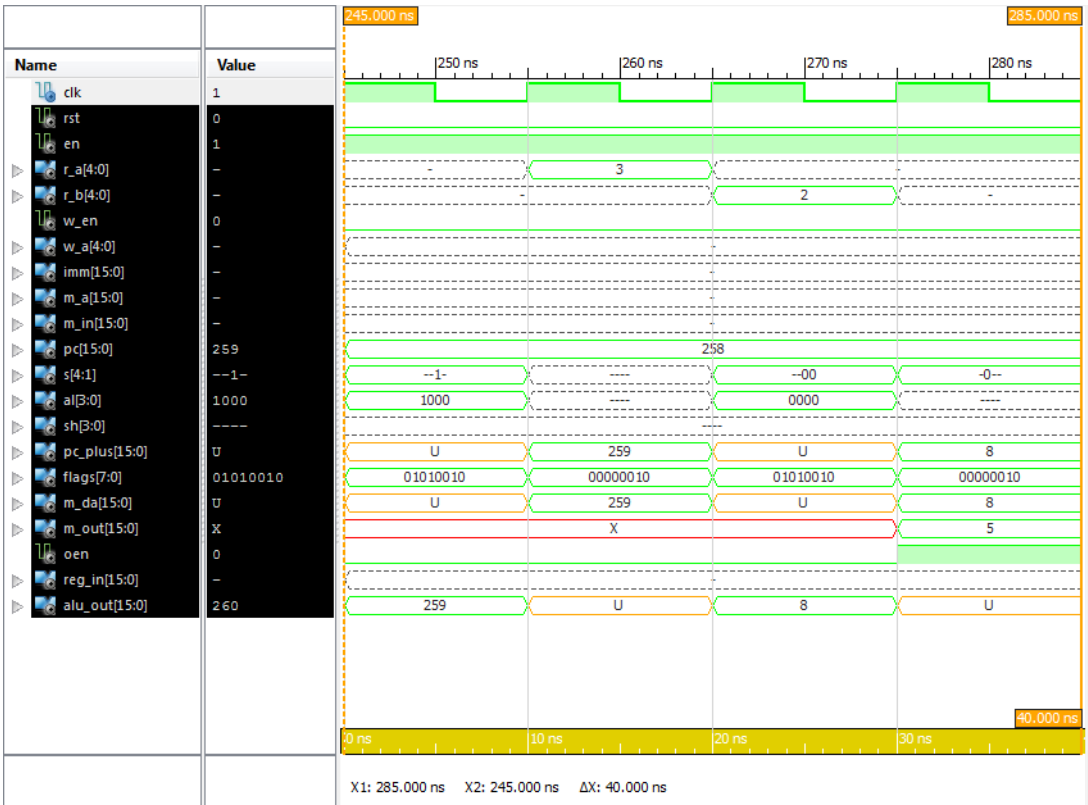 245.000 ns 285.000 ns
Name Value 250 ns 260 ns 270 ns 280 ns
clk 1
rst 0
en 1
r_a[4:0] - - 3 -
r_b[4:0] - - 2 -
w_en 0
w_a[4:0] - -
imm[15:0] - -
m_a[15:0] - -
m_in[15:0] - -
pc[15:0] 259 258
s[4:1] --1- --1- ---- --00 -0--
al[3:0] 1000 1000 ---- 0000 ----
sh[3:0] ---- ----
pc_plus[15:0] U U 259 U 8
flags[7:0] 01010010 01010010 00000010 01010010 00000010
m_da[15:0] U U 259 U 8
m_out[15:0] X X 5
oen 0
reg_in[15:0] - -
alu_out[15:0] 260 259 U 8 U
40.000 ns
0 ns 10 ns 20 ns 30 ns
X1: 285.000 ns X2: 245.000 ns ΔX: 40.000 ns